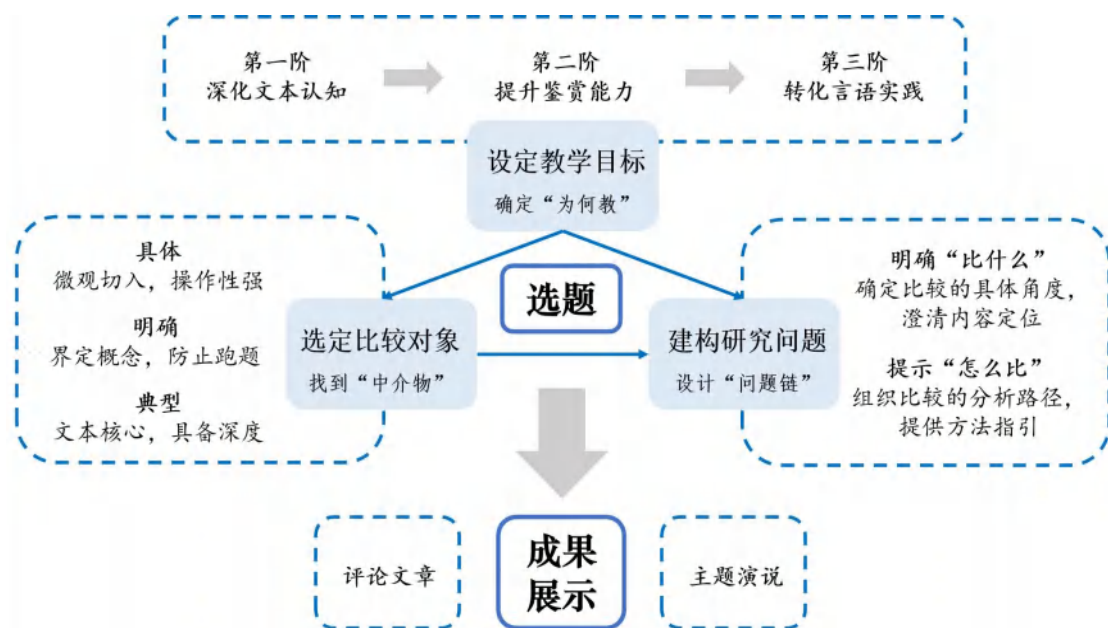 第一阶
深化文本认知
第二阶
提升鉴赏能力
第三阶
转化言语实践
设定教学目标
确定“为何教”
具体
微观切入，操作性强
明确
界定概念，防止跑题
典型
文本核心，具备深度
选题
选定比较对象
找到“中介物”
建构研究问题
设计“问题链”
明确“比什么”
确定比较的具体角度，
澄清内容定位
提示“怎么比”
组织比较的分析路径，
提供方法指引
评论文章
成果
展示
主题演说